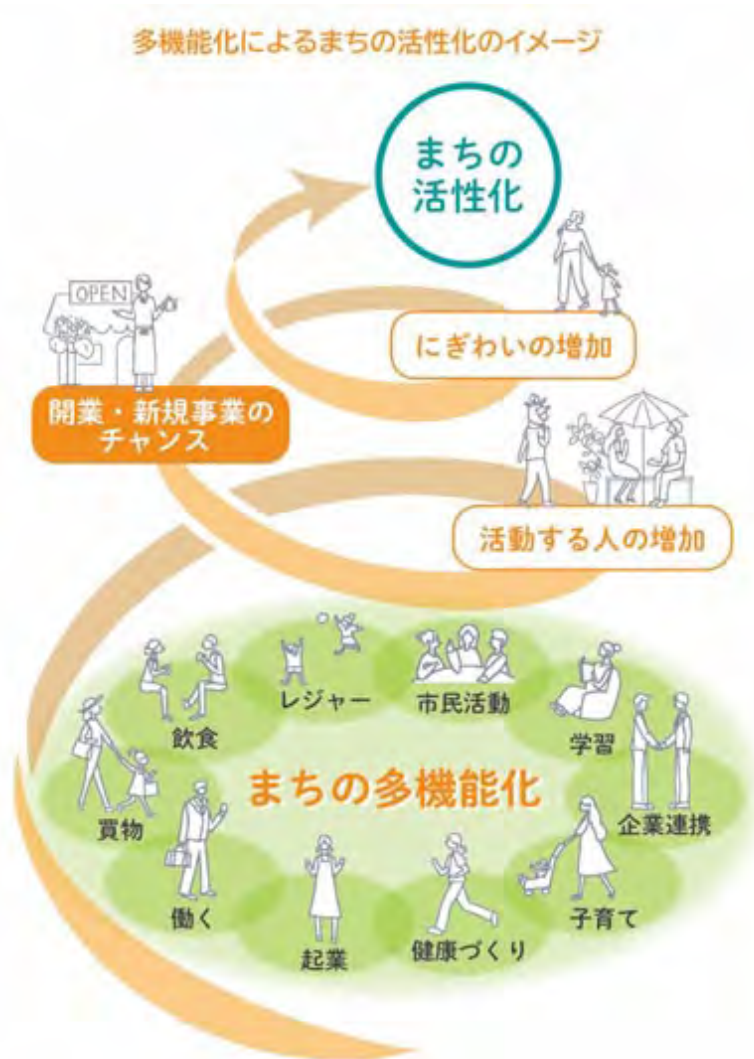 多機能化によるまちの活性化のイメージ
まちの
活性化
OPEN
にぎわいの増加
開業・新規事業の
チャンス
活動する人の増加
レジャー
市民活動
飲食
学習
まちの多機能化
買物
企業連携
働く
子育て
起業
健康づくり